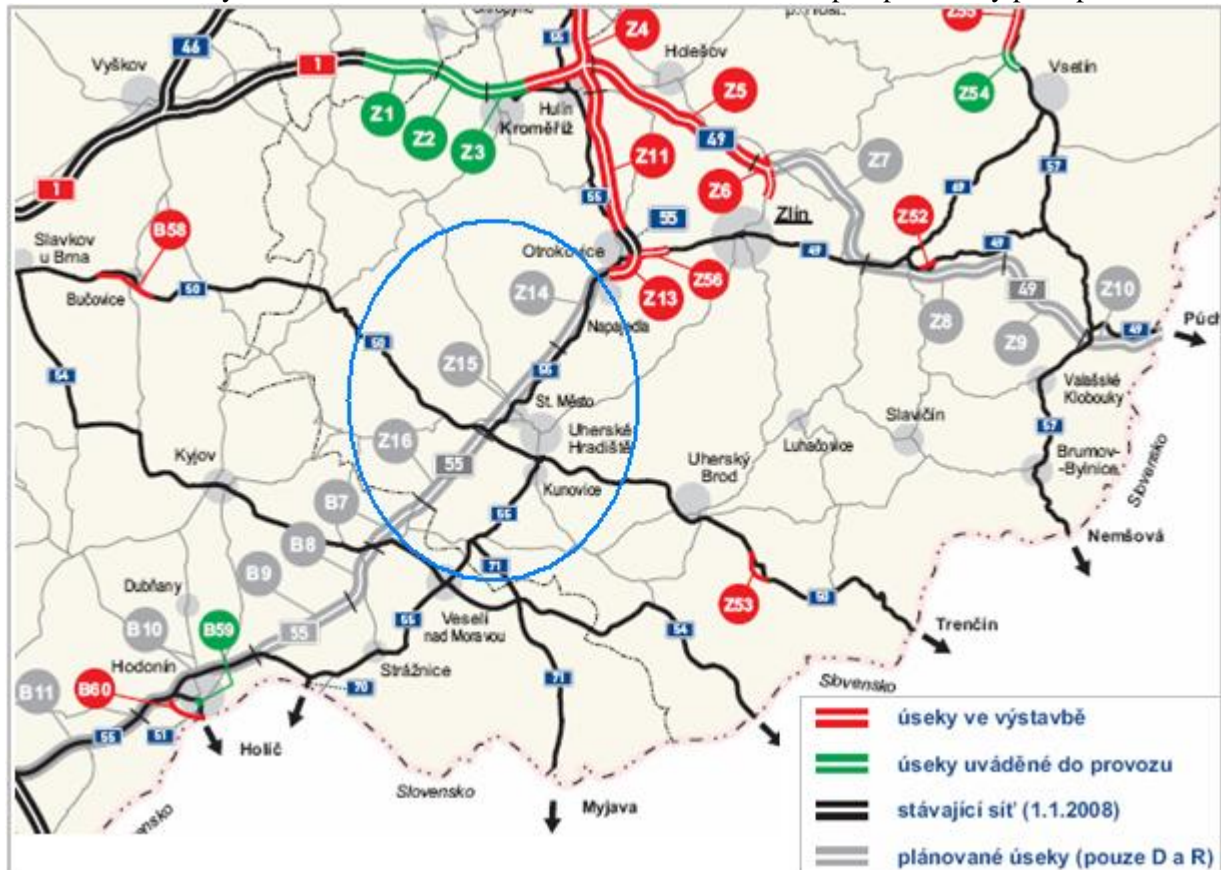 46
55
Z4
Holešov
Z55
Vyškov
1
Vsetín
Z54
Z1
Z2
Z3
Hulín
Kroměříž
Z5
49
Z11
Z7
57
69
1
Z6
55
55
Zlín
Z52
49
B58
Slavkov
u Brna
Otrokovice
49
Bučovice
50
Z14
Z13
Z56
49
Z10
Napajedla
Z8
Z9
49
Púch
50
Z15
55
54
St. Město
Valašské
Klobouky
Z16
Uherské
Hradiště
Slavičín
Luhačovice
57
Kyjov
55
Uherský
Brod
Brumov-
-Bylnice
Slovensko
Kunovice
B7
55
B8
Nemšová
B9
71
Dubňany
Z53
B10
B59
55
55
Veselí
nad Moravou
54
Trenčín
Hodonín
Strážnice
B11
B60
70
71
Slovensko
55
51
Holíč
úseky ve výstavbě
úseky uváděné do provozu
Slovensko
Myjava
stávající síť (1.1.2008)
ensko
plánované úseky (pouze D a R)